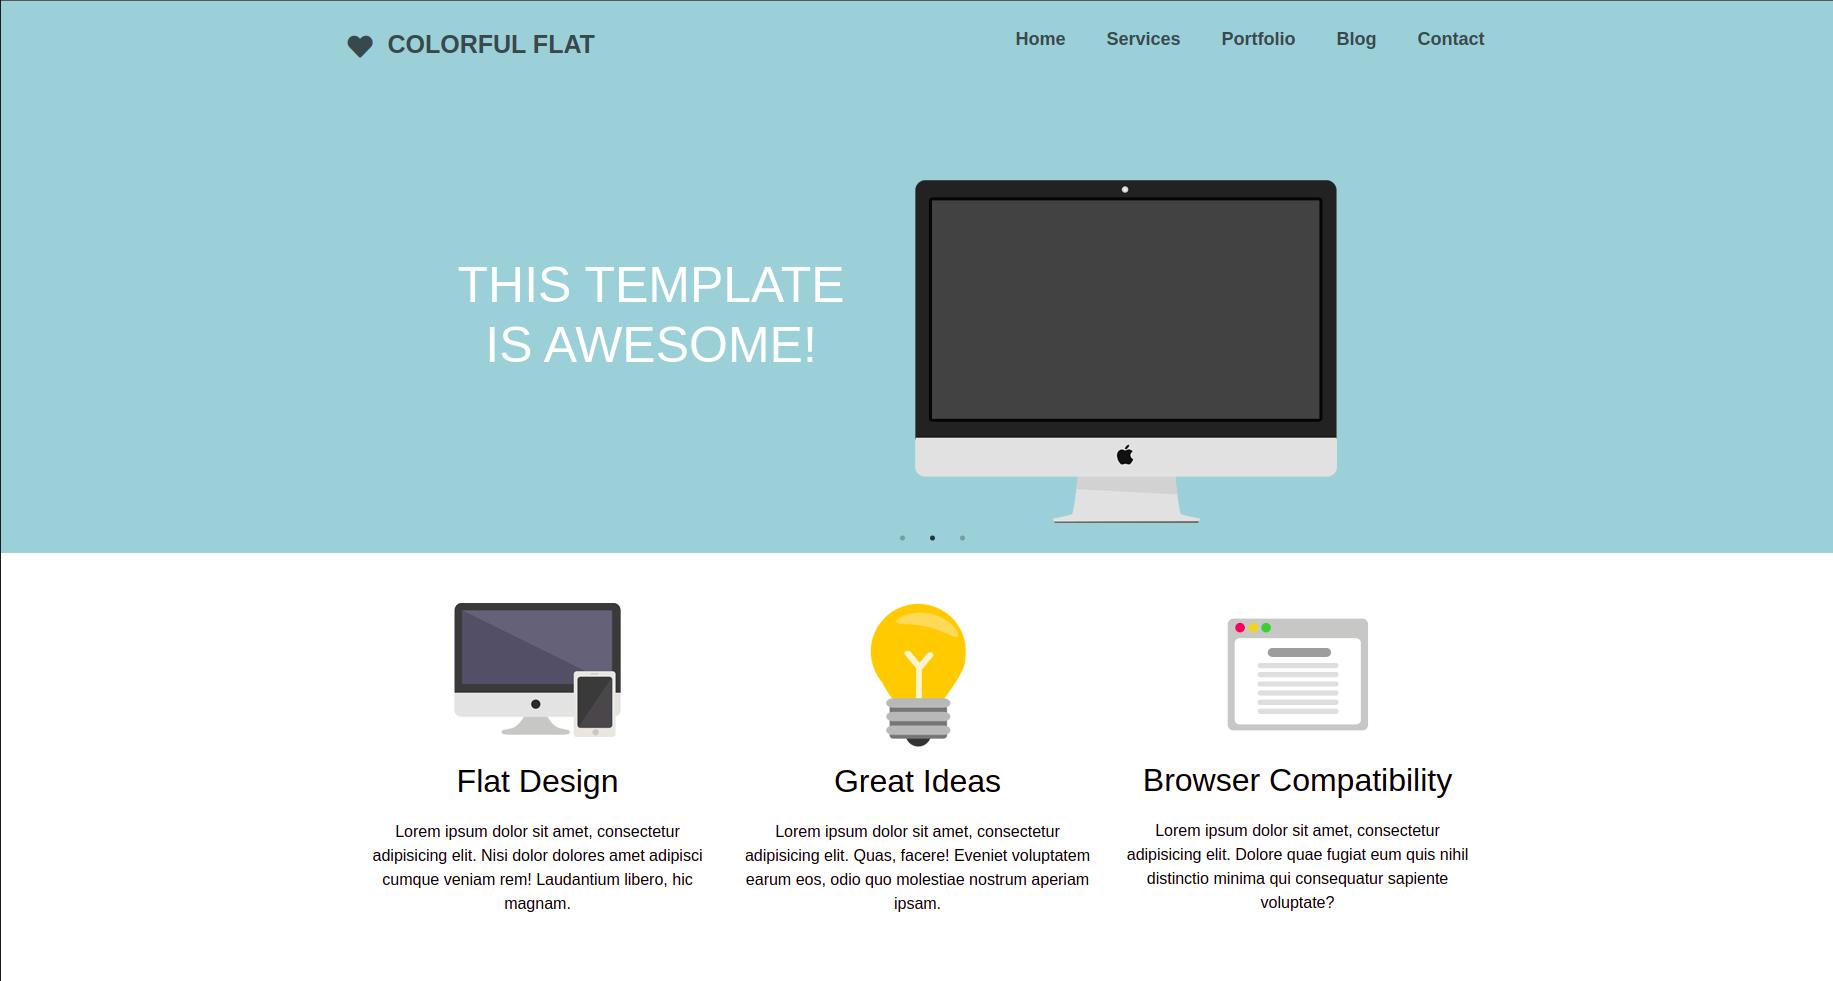 COLORFUL FLAT
Home Services Portfolio Blog Contact
THIS TEMPLATE
IS AWESOME!
Flat Design
Lorem ipsum dolor sit amet, consectetur
adipisicing elit. Nisi dolor dolores amet adipisci
cumque veniam rem! Laudantium libero, hic
magnam.
Great Ideas
Lorem ipsum dolor sit amet, consectetur
adipisicing elit. Quas, facere! Eveniet voluptatem
earum eos, odio quo molestiae nostrum aperiam
ipsam.
Browser Compatibility
Lorem ipsum dolor sit amet, consectetur
adipisicing elit. Dolore quae fugiat eum quis nihil
distinctio minima qui consequatur sapiente
voluptate?